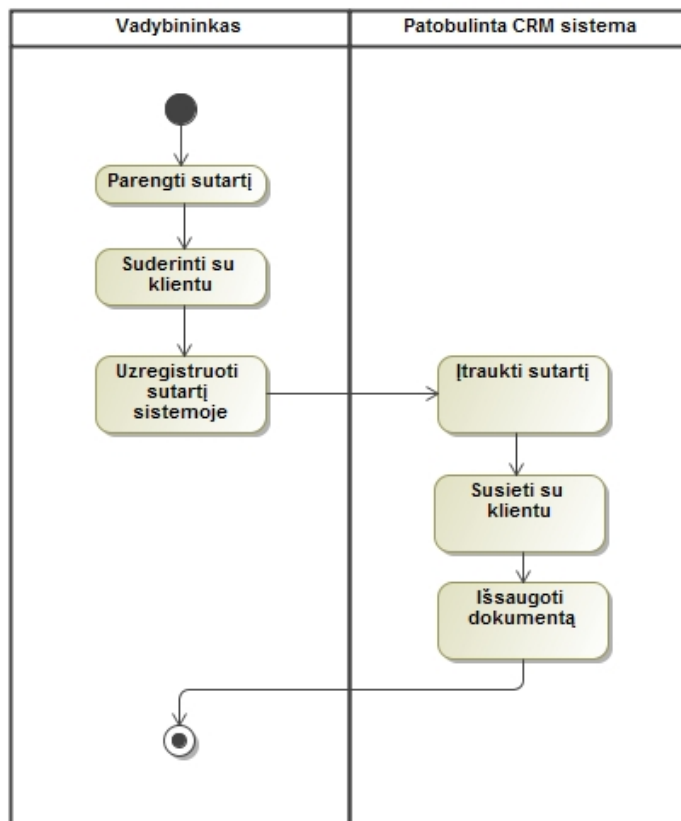 Vadybininkas
Patobulinta CRM sistema
Parengti sutartį
Suderinti su
klientu
Uzregistruoti
sutartį
sistemoje
Įtraukti sutartį
Susieti su
klientu
Išsaugoti
dokumentą